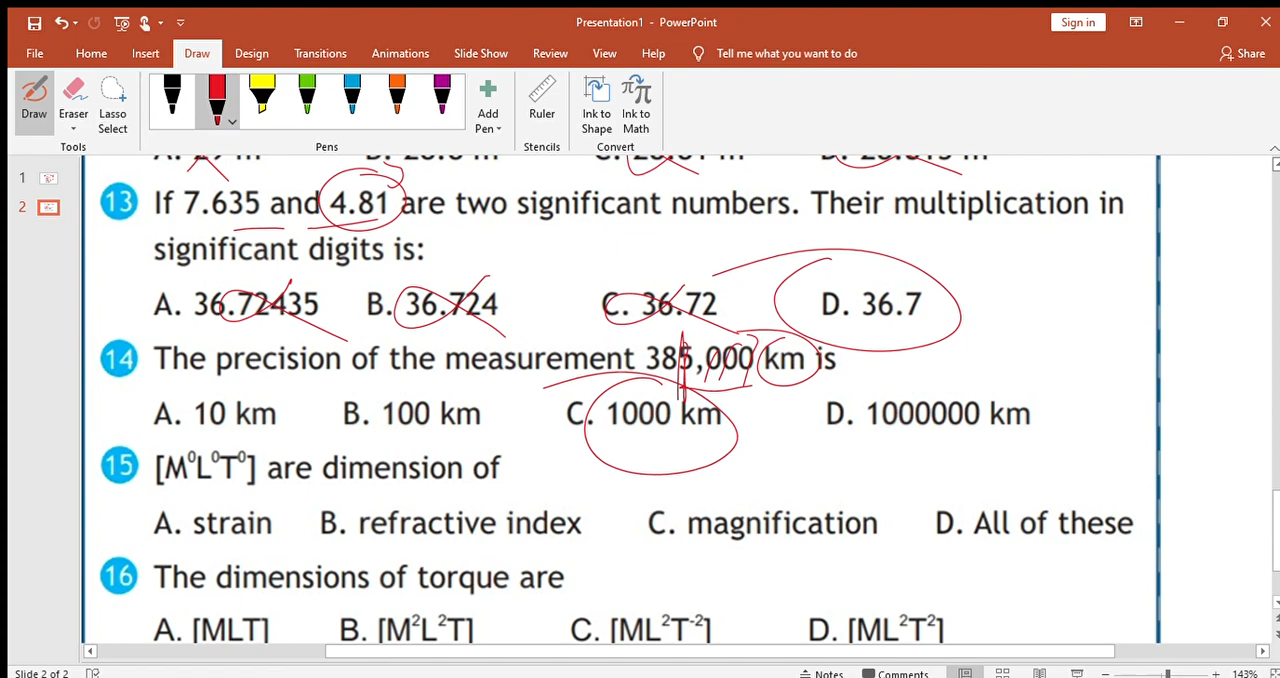 Presentation1 - PowerPoint
Sign in
File Home Insert Draw Design Transitions Animations Slide Show Review View Help Tell me what you want to do Share
Draw Eraser Lasso Select Add Pen Ruler Ink to Shape Ink to Math
Tools Pens Stencils Convert
1
2
3
13 If 7.635 and 4.81 are two significant numbers. Their multiplication in
significant digits is:
A. 36.72435 B. 36.724 C. 36.72 D. 36.7
14 The precision of the measurement 385,000 km is
A. 10 km B. 100 km C. 1000 km D. 1000000 km
15 [M⁰L⁰T⁰] are dimension of
A. strain B. refractive index C. magnification D. All of these
16 The dimensions of torque are
A. [MLT] B. [M²L²T] C. [ML²T⁻²] D. [ML²T²]
Slide 2 of 2 Notes Comments 143%